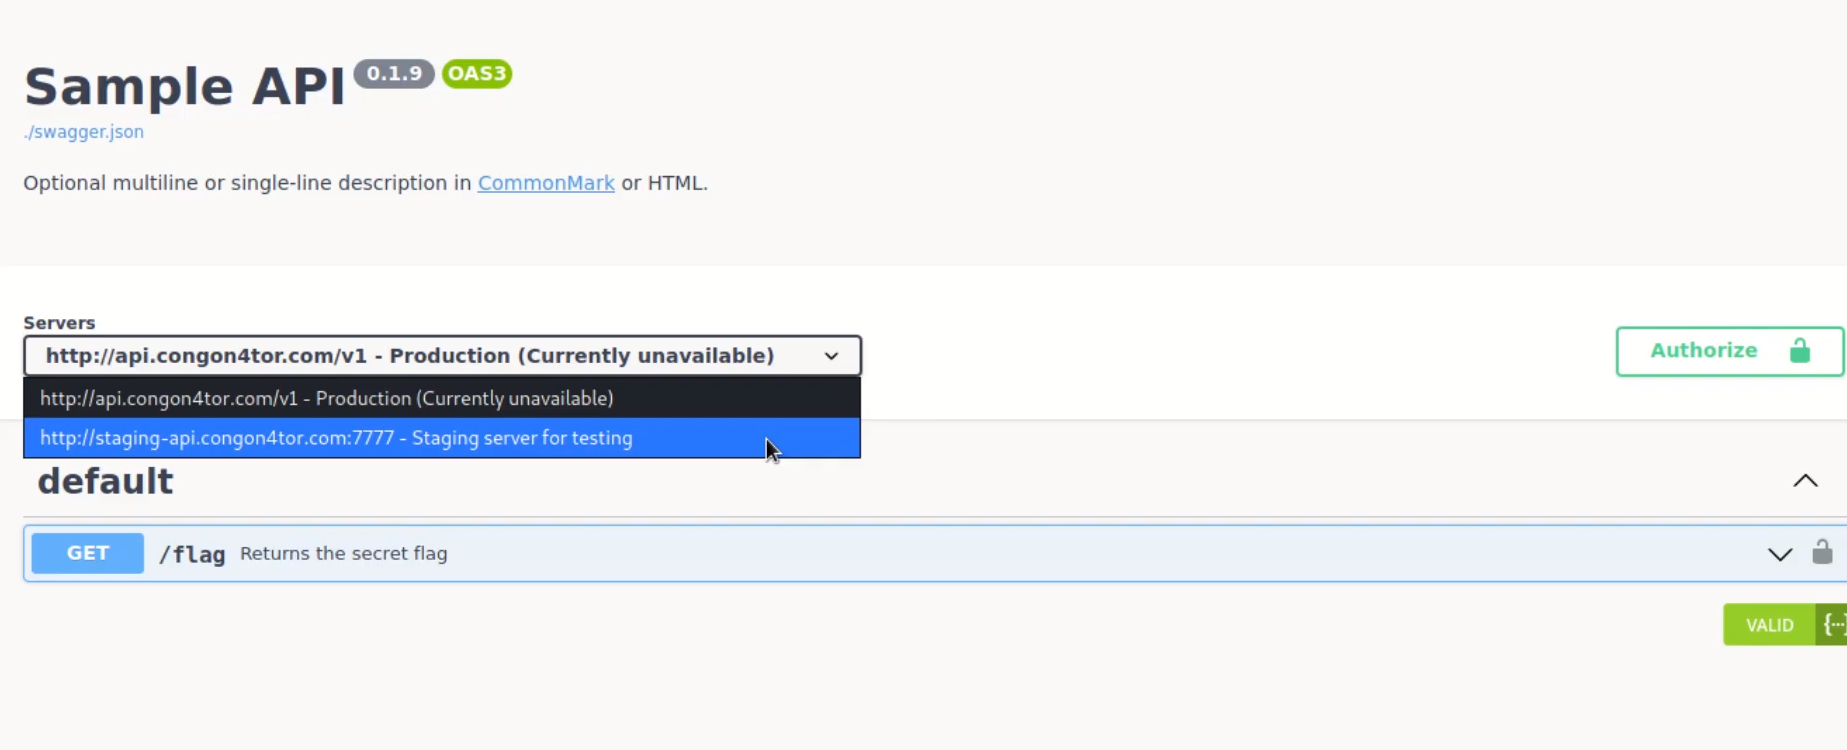 Sample API 0.1.9 OAS3
./swagger.json
Optional multiline or single-line description in CommonMark or HTML.
Servers
http://api.congon4tor.com/v1 - Production (Currently unavailable)
Authorize
http://api.congon4tor.com/v1 - Production (Currently unavailable)
http://staging-api.congon4tor.com:7777 - Staging server for testing
default
GET /flag Returns the secret flag
VALID {...}